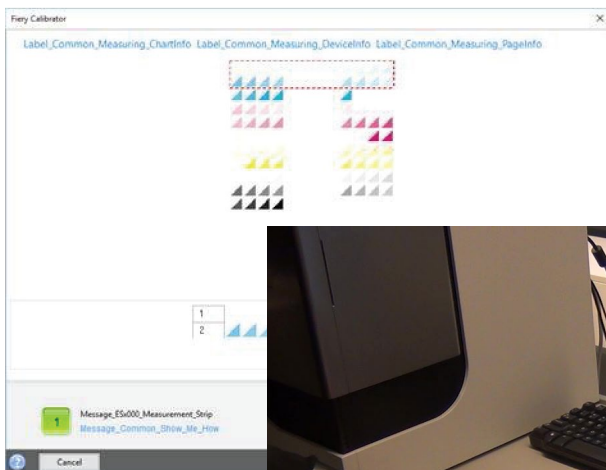 Fiery Calibrator
Label_Common_Measuring_ChartInfo Label_Common_Measuring_DeviceInfo Label_Common_Measuring_PageInfo
1
2
1
Message_ESx000_Measurement_Strip
Message_Common_Show_Me_How
?
Cancel